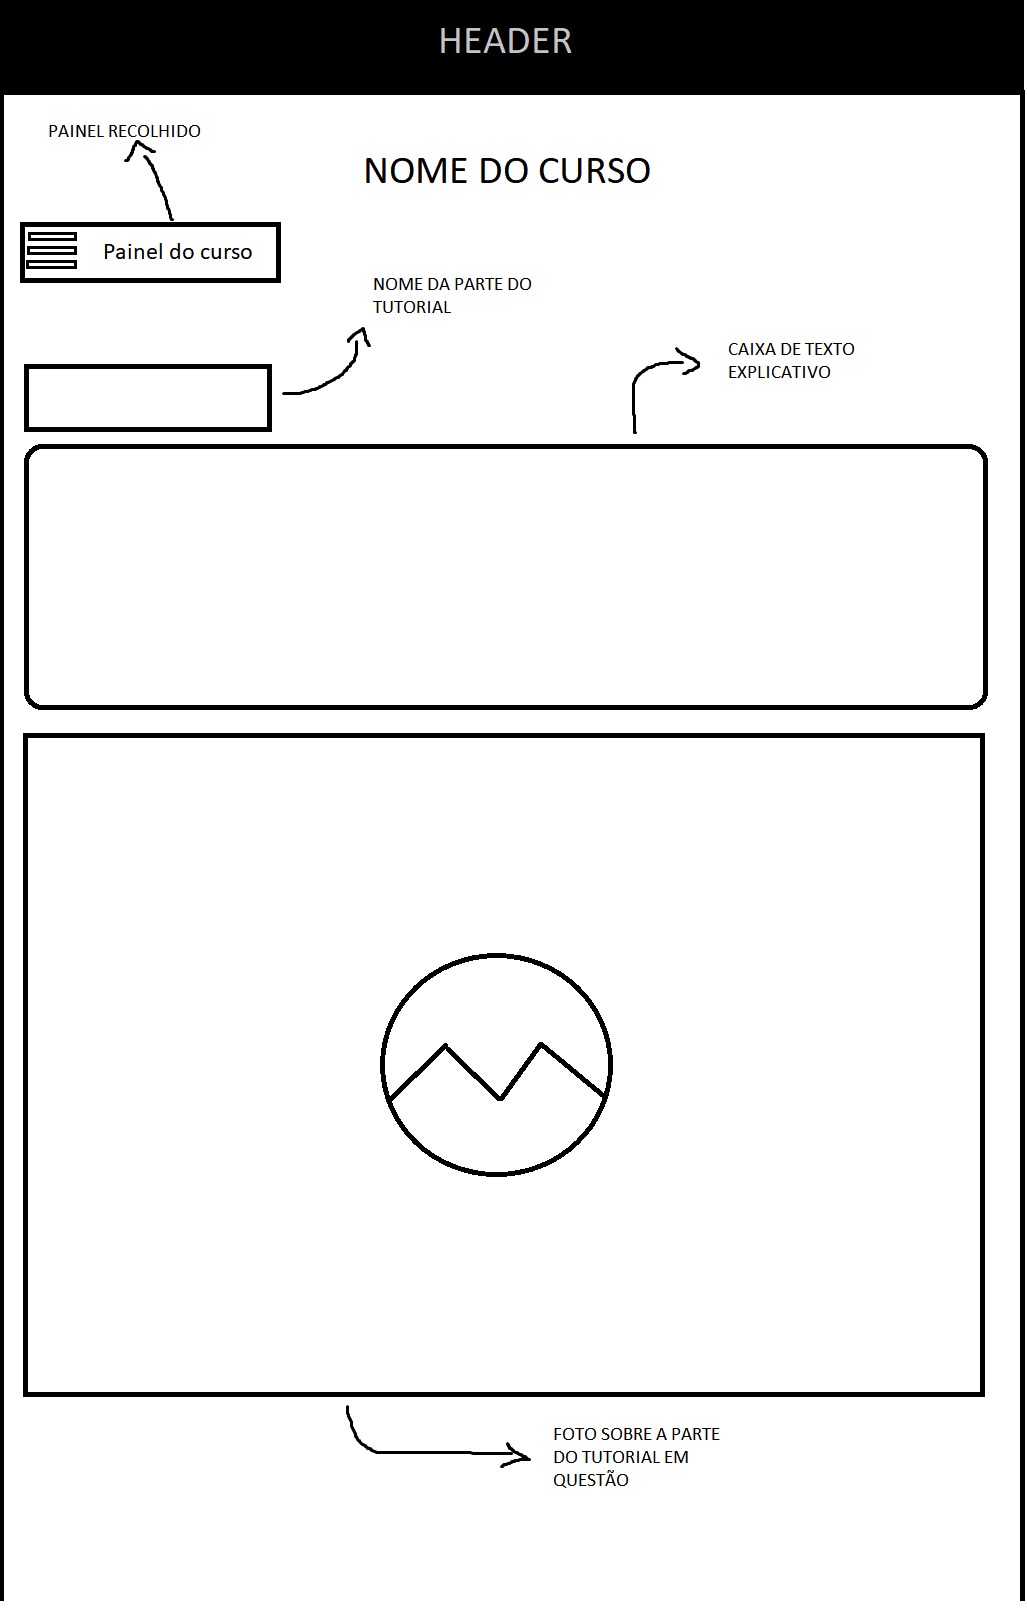 HEADER
PAINEL RECOLHIDO
NOME DO CURSO
Painel do curso
NOME DA PARTE DO
TUTORIAL
CAIXA DE TEXTO
EXPLICATIVO
FOTO SOBRE A PARTE
DO TUTORIAL EM
QUESTÃO